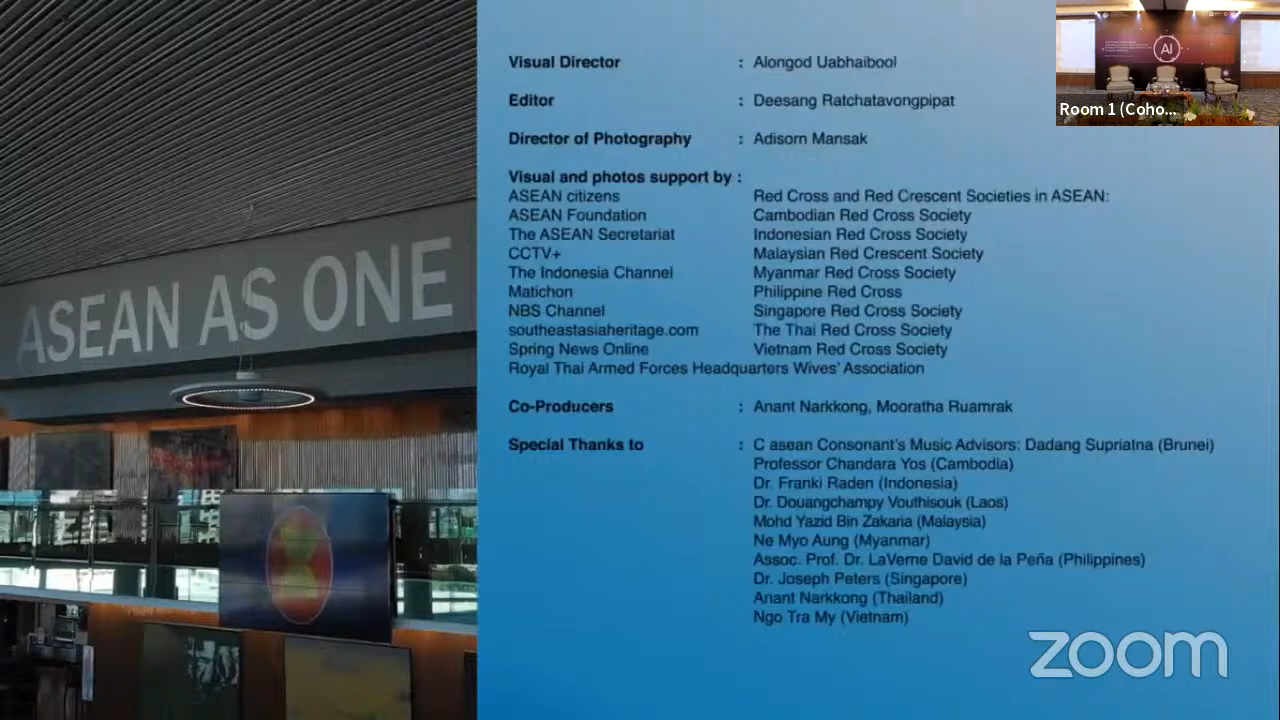 ASEAN AS ONE
Visual Director : Alongod Uabhaibool
Editor : Deesang Ratchatavongpipat
Director of Photography : Adisorn Mansak
Visual and photos support by :
ASEAN citizens Red Cross and Red Crescent Societies in ASEAN:
ASEAN Foundation Cambodian Red Cross Society
The ASEAN Secretariat Indonesian Red Cross Society
CCTV+ Malaysian Red Crescent Society
The Indonesia Channel Myanmar Red Cross Society
Matichon Philippine Red Cross
NBS Channel Singapore Red Cross Society
southeastasiaheritage.com The Thai Red Cross Society
Spring News Online Vietnam Red Cross Society
Royal Thai Armed Forces Headquarters Wives' Association
Co-Producers : Anant Narkkong, Mooratha Ruamrak
Special Thanks to : C asean Consonant's Music Advisors: Dadang Supriatna (Brunei)
Professor Chandara Yos (Cambodia)
Dr. Franki Raden (Indonesia)
Dr. Douangchampy Vouthisouk (Laos)
Mohd Yazid Bin Zakaria (Malaysia)
Ne Myo Aung (Myanmar)
Assoc. Prof. Dr. LaVerne David de la Peña (Philippines)
Dr. Joseph Peters (Singapore)
Anant Narkkong (Thailand)
Ngo Tra My (Vietnam)
AI
Room 1 (Coho...
zoom